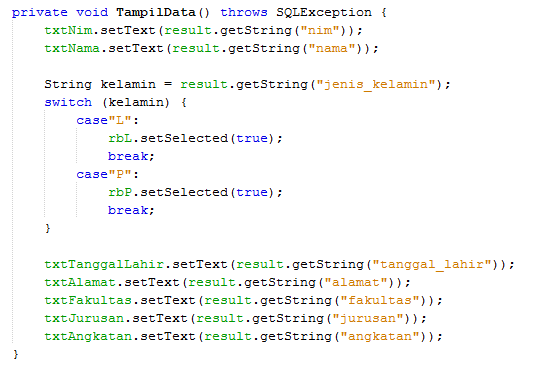 private void TampilData() throws SQLException {
    txtNim.setText(result.getString("nim"));
    txtNama.setText(result.getString("nama"));

    String kelamin = result.getString("jenis_kelamin");
    switch (kelamin) {
        case"L":
            rbL.setSelected(true);
            break;
        case"P":
            rbP.setSelected(true);
            break;
    }

    txtTanggalLahir.setText(result.getString("tanggal_lahir"));
    txtAlamat.setText(result.getString("alamat"));
    txtFakultas.setText(result.getString("fakultas"));
    txtJurusan.setText(result.getString("jurusan"));
    txtAngkatan.setText(result.getString("angkatan"));
}